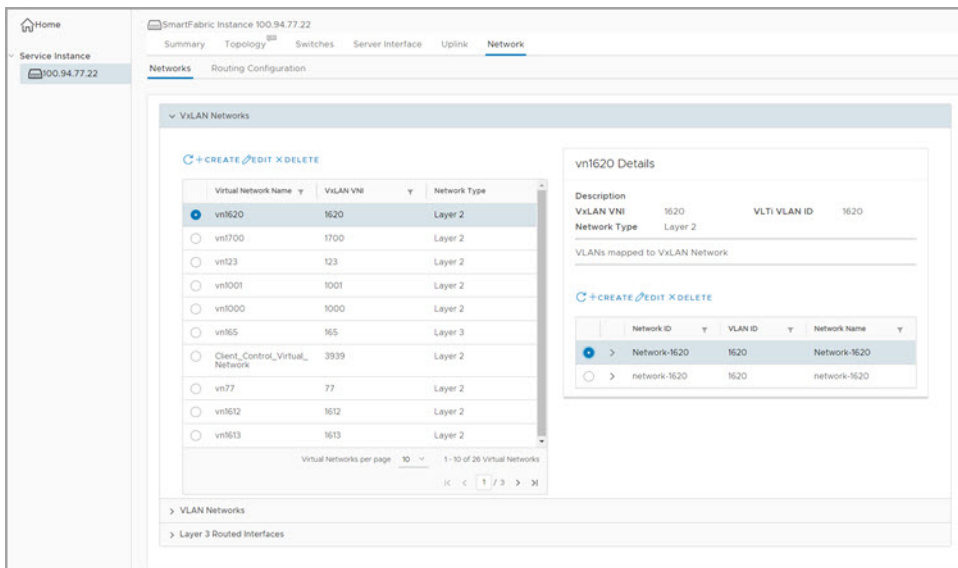 Home
Service Instance
100.94.77.22
SmartFabric Instance 100.94.77.22
Summary Topology Switches Server Interface Uplink Network
Networks Routing Configuration
VxLAN Networks
+CREATE EDIT ×DELETE
Virtual Network Name VxLAN VNI Network Type
vn1620 1620 Layer 2
vn1700 1700 Layer 2
vn123 123 Layer 2
vn1001 1001 Layer 2
vn1000 1000 Layer 2
vn165 165 Layer 3
Client_Control_Virtual_ 3939 Layer 2
Network
vn77 77 Layer 2
vn1612 1612 Layer 2
vn1613 1613 Layer 2
Virtual Networks per page 10 1 - 10 of 26 Virtual Networks
1 / 3
vn1620 Details
Description
VxLAN VNI 1620 VLTi VLAN ID 1620
Network Type Layer 2
VLANs mapped to VxLAN Network
+CREATE EDIT ×DELETE
Network ID VLAN ID Network Name
Network-1620 1620 Network-1620
network-1620 1620 network-1620
VLAN Networks
Layer 3 Routed Interfaces